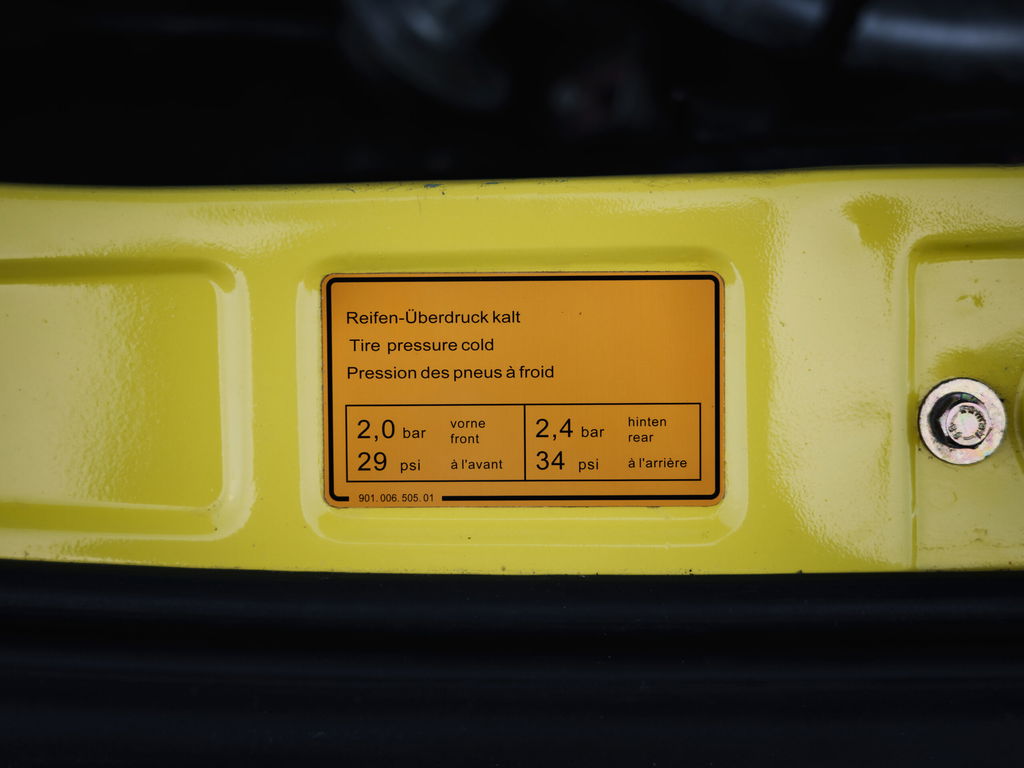 Reifen-Überdruck kalt
Tire pressure cold
Pression des pneus à froid
2,0 bar vorne front
29 psi à l'avant
2,4 bar hinten rear
34 psi à l'arrière
901.006.505.01